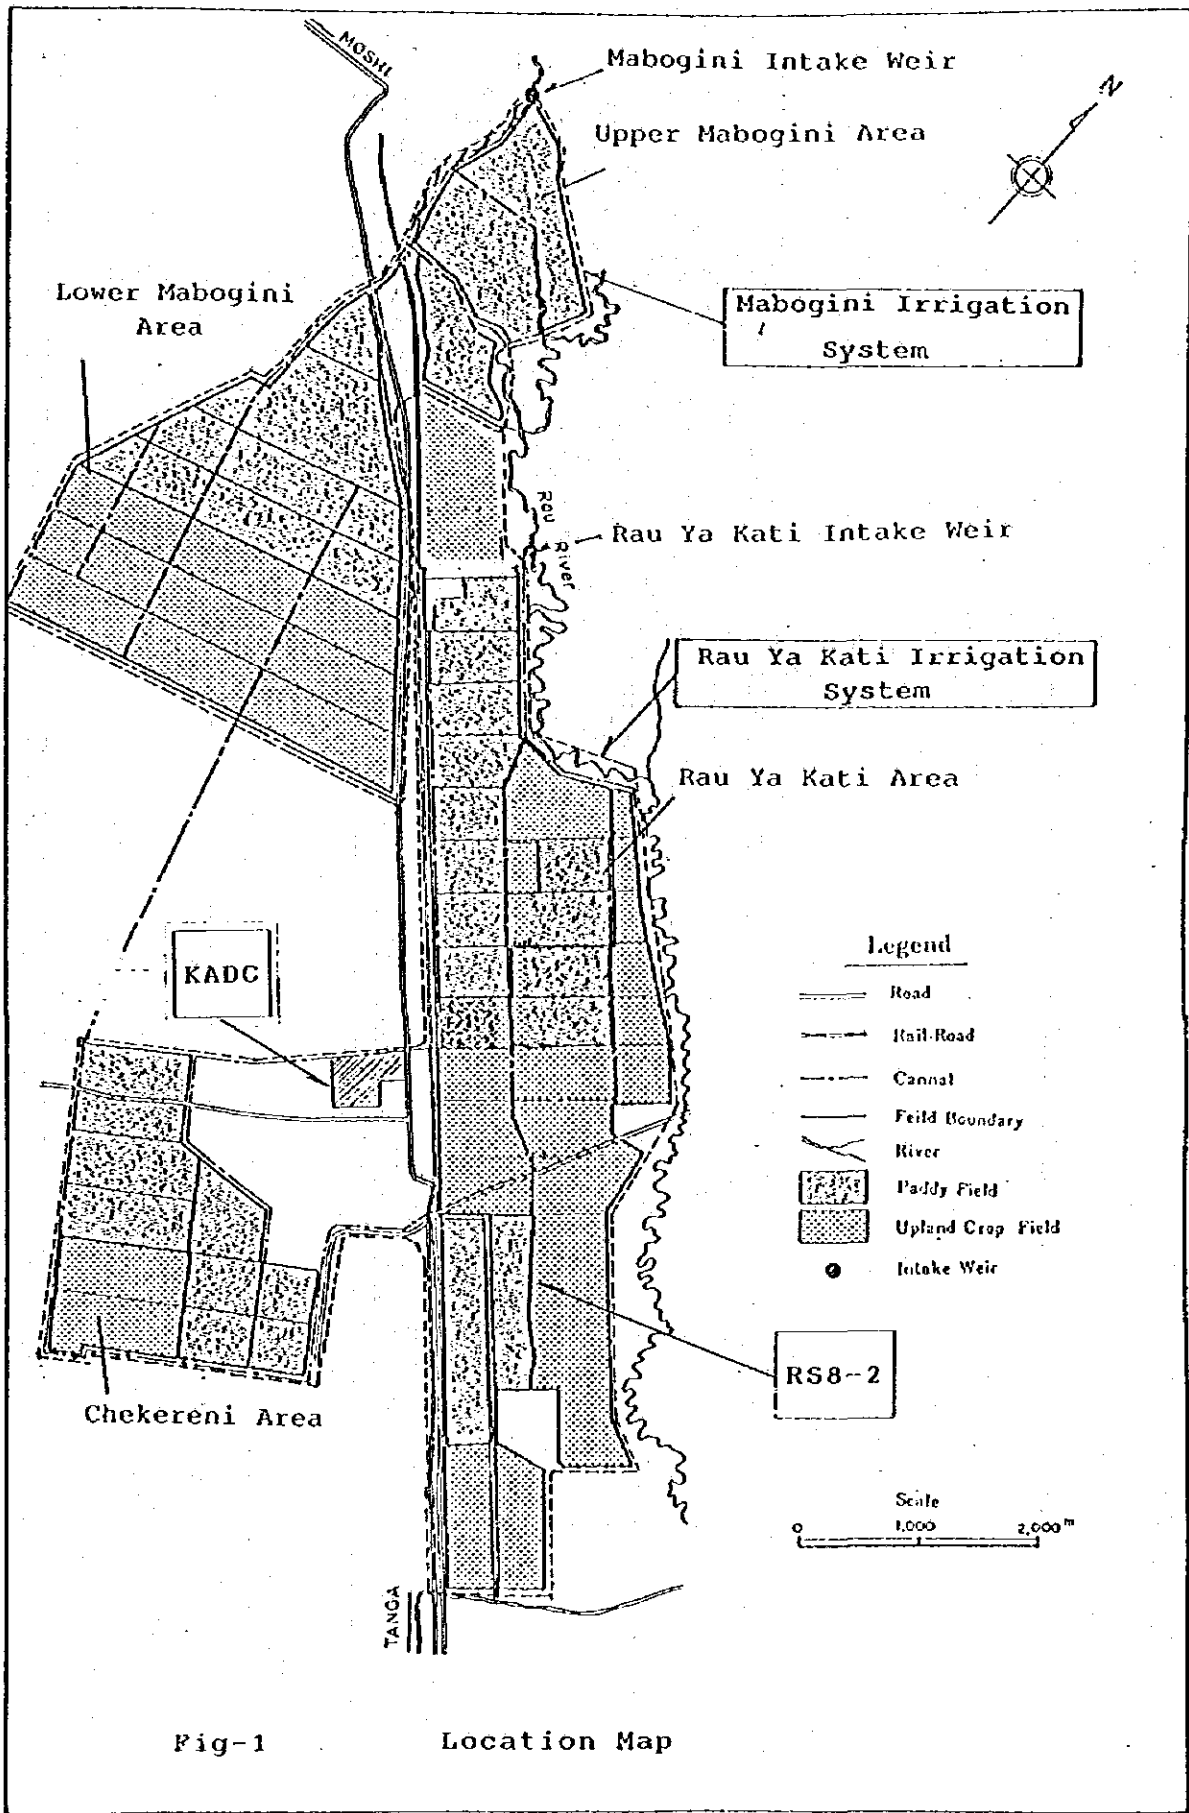 MOSHI
Mabogini Intake Weir
N
Upper Mabogini Area
Lower Mabogini
Area
Mabogini Irrigation
System
Rau
River
Rau Ya Kati Intake Weir
Rau Ya Kati Irrigation
System
Rau Ya Kati Area
KADC
Legend
Road
Rail-Road
Cannal
Feild Boundary
River
Paddy Field
Upland Crop Field
Intake Weir
RS8-2
Chekereni Area
Scale
0 1,000 2,000m
TANGA
Fig-1 Location Map